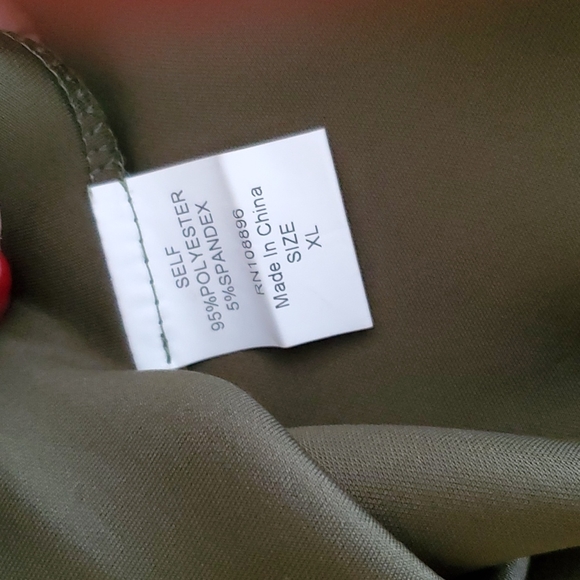 SELF
95%POLYESTER
5%SPANDEX
RN108896
Made In China
SIZE
XL